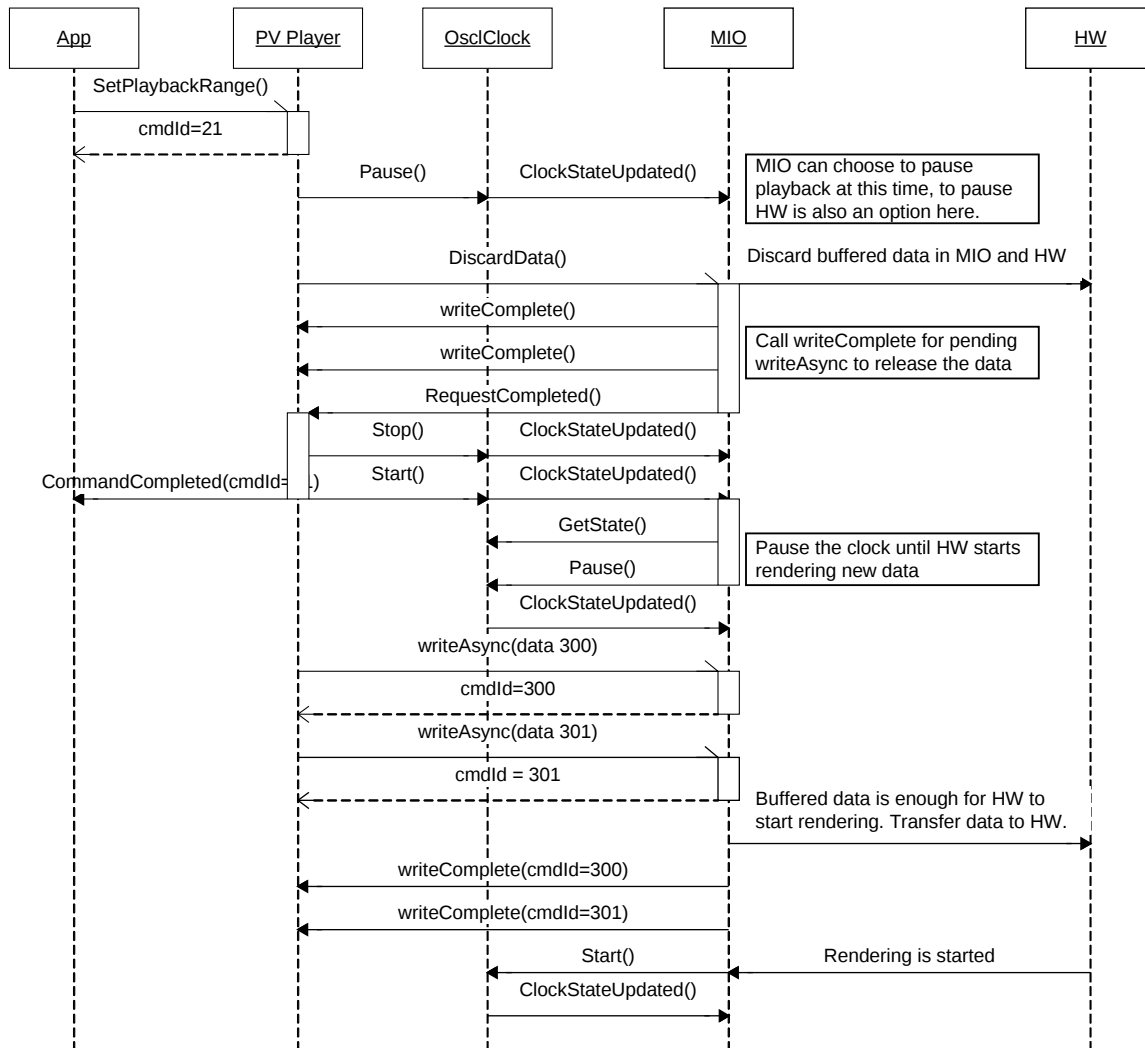 App
PV Player
OsclClock
MIO
HW
SetPlaybackRange()
cmdId=21
Pause()
ClockStateUpdated()
MIO can choose to pause
playback at this time, to pause
HW is also an option here.
DiscardData()
Discard buffered data in MIO and HW
writeComplete()
Call writeComplete for pending
writeAsync to release the data
writeComplete()
RequestCompleted()
Stop()
ClockStateUpdated()
CommandCompleted(cmdId=
1)
Start()
ClockStateUpdated()
GetState()
Pause the clock until HW starts
rendering new data
Pause()
ClockStateUpdated()
writeAsync(data 300)
cmdId=300
writeAsync(data 301)
cmdId = 301
Buffered data is enough for HW to
start rendering. Transfer data to HW.
writeComplete(cmdId=300)
writeComplete(cmdId=301)
Start()
Rendering is started
ClockStateUpdated()